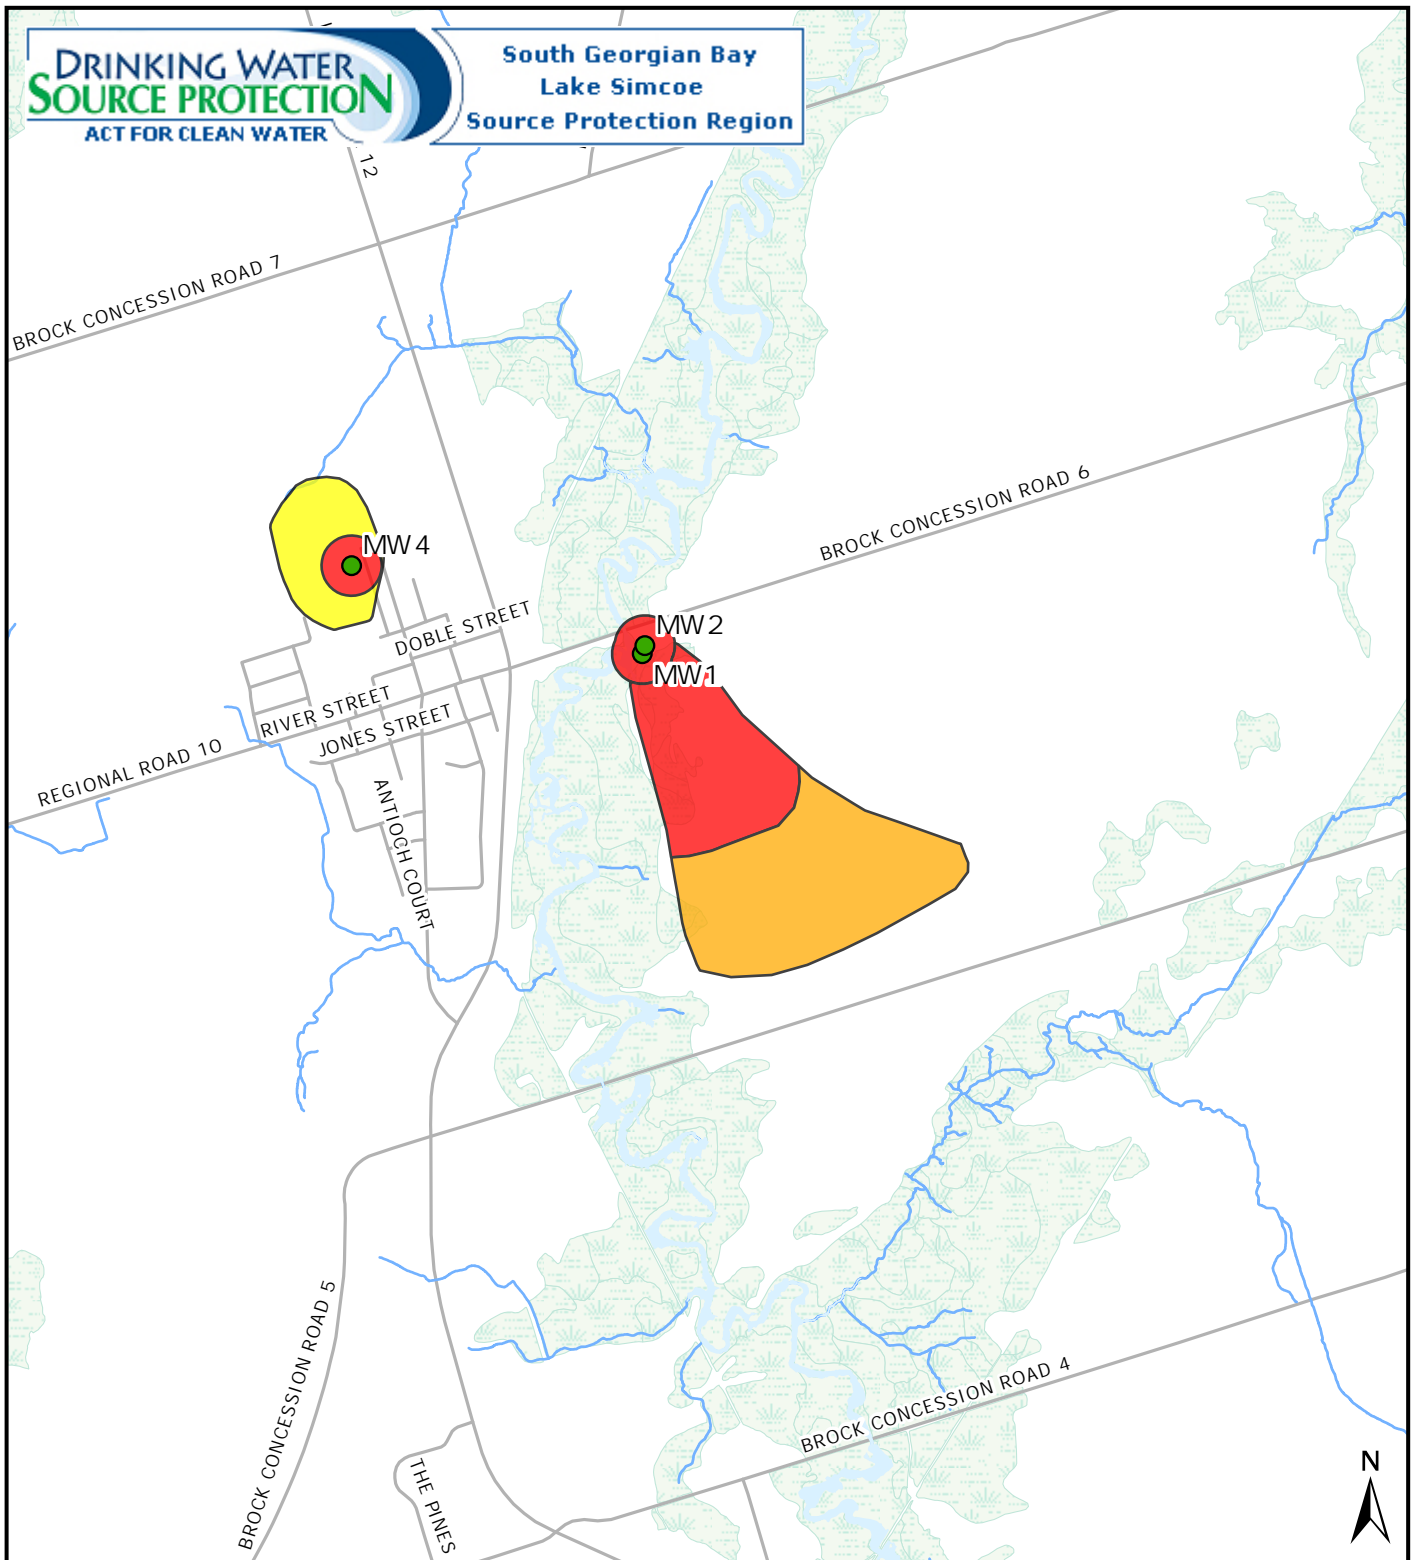 DRINKING WATER
SOURCE PROTECTION
ACT FOR CLEAN WATER
South Georgian Bay
Lake Simcoe
Source Protection Region
12
BROCK CONCESSION ROAD 7
BROCK CONCESSION ROAD 6
MW4
DOBLE STREET
MW2
MW1
RIVER STREET
JONES STREET
REGIONAL ROAD 10
ANTIOCH COURT
BROCK CONCESSION ROAD 5
BROCK CONCESSION ROAD 4
THE PINES
N